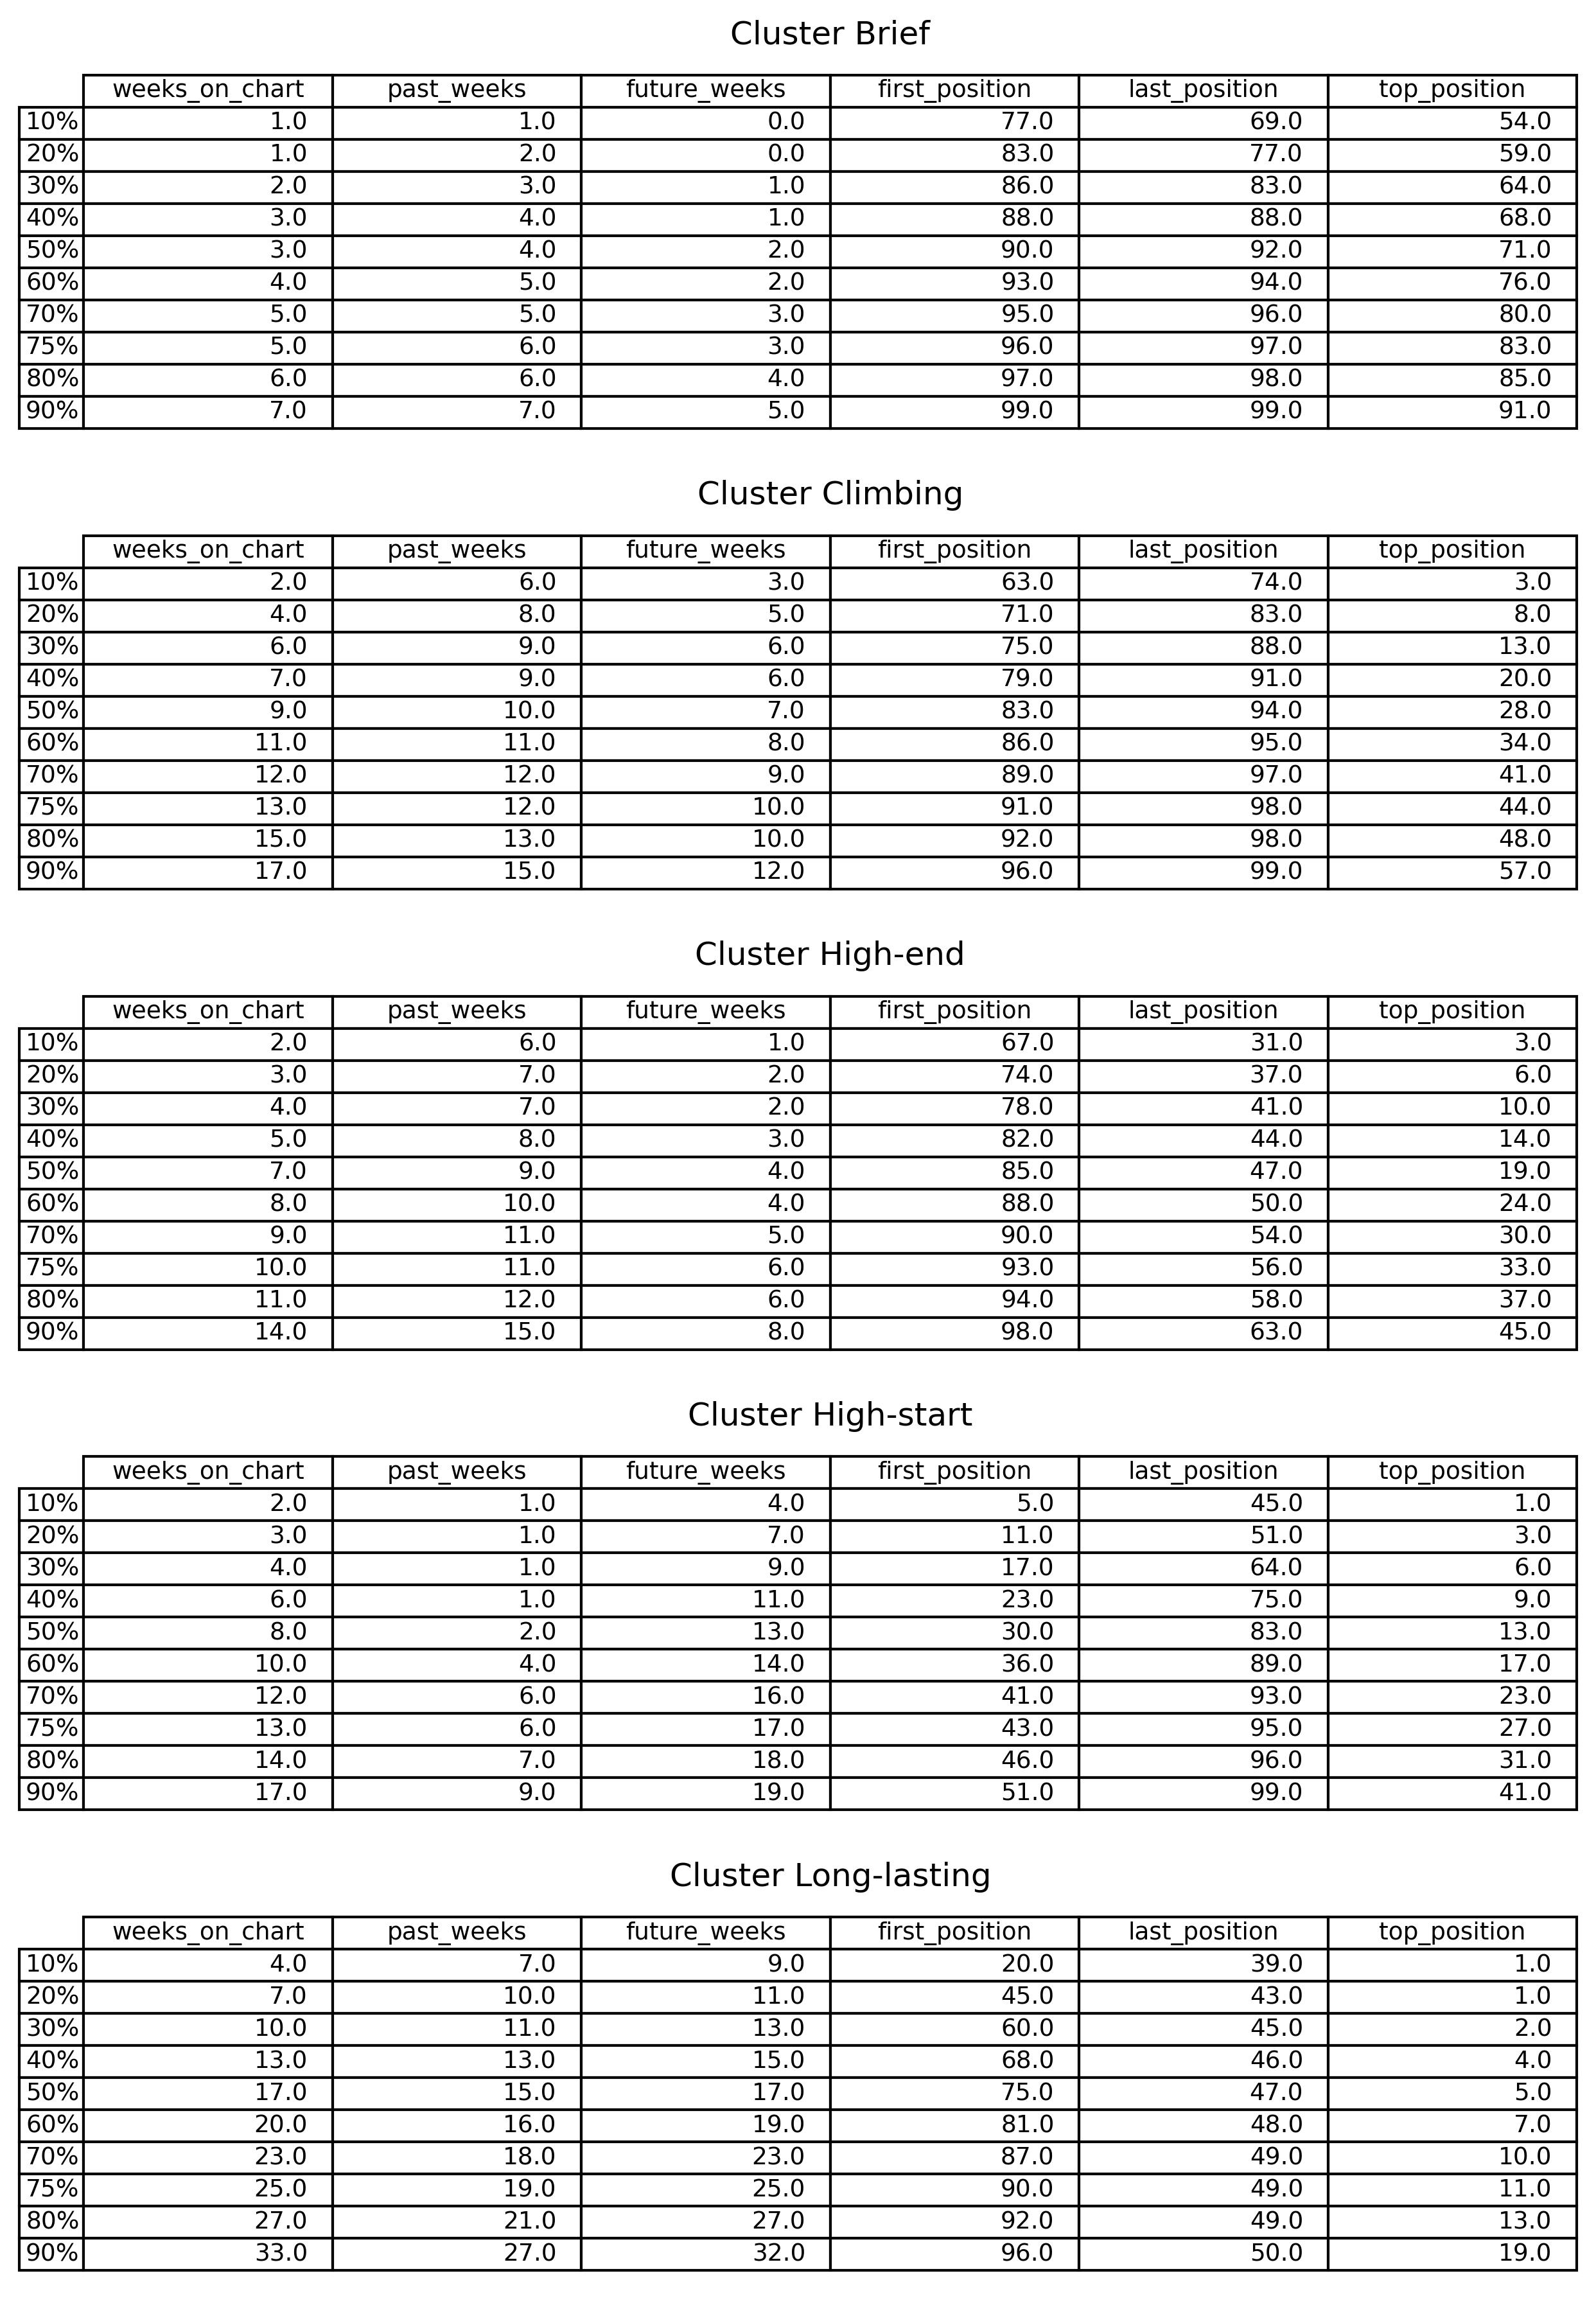 Cluster Brief
weeks_on_chart past_weeks future_weeks first_position last_position top_position
10% 1.0 1.0 0.0 77.0 69.0 54.0
20% 1.0 2.0 0.0 83.0 77.0 59.0
30% 2.0 3.0 1.0 86.0 83.0 64.0
40% 3.0 4.0 1.0 88.0 88.0 68.0
50% 3.0 4.0 2.0 90.0 92.0 71.0
60% 4.0 5.0 2.0 93.0 94.0 76.0
70% 5.0 5.0 3.0 95.0 96.0 80.0
75% 5.0 6.0 3.0 96.0 97.0 83.0
80% 6.0 6.0 4.0 97.0 98.0 85.0
90% 7.0 7.0 5.0 99.0 99.0 91.0
Cluster Climbing
weeks_on_chart past_weeks future_weeks first_position last_position top_position
10% 2.0 6.0 3.0 63.0 74.0 3.0
20% 4.0 8.0 5.0 71.0 83.0 8.0
30% 6.0 9.0 6.0 75.0 88.0 13.0
40% 7.0 9.0 6.0 79.0 91.0 20.0
50% 9.0 10.0 7.0 83.0 94.0 28.0
60% 11.0 11.0 8.0 86.0 95.0 34.0
70% 12.0 12.0 9.0 89.0 97.0 41.0
75% 13.0 12.0 10.0 91.0 98.0 44.0
80% 15.0 13.0 10.0 92.0 98.0 48.0
90% 17.0 15.0 12.0 96.0 99.0 57.0
Cluster High-end
weeks_on_chart past_weeks future_weeks first_position last_position top_position
10% 2.0 6.0 1.0 67.0 31.0 3.0
20% 3.0 7.0 2.0 74.0 37.0 6.0
30% 4.0 7.0 2.0 78.0 41.0 10.0
40% 5.0 8.0 3.0 82.0 44.0 14.0
50% 7.0 9.0 4.0 85.0 47.0 19.0
60% 8.0 10.0 4.0 88.0 50.0 24.0
70% 9.0 11.0 5.0 90.0 54.0 30.0
75% 10.0 11.0 6.0 93.0 56.0 33.0
80% 11.0 12.0 6.0 94.0 58.0 37.0
90% 14.0 15.0 8.0 98.0 63.0 45.0
Cluster High-start
weeks_on_chart past_weeks future_weeks first_position last_position top_position
10% 2.0 1.0 4.0 5.0 45.0 1.0
20% 3.0 1.0 7.0 11.0 51.0 3.0
30% 4.0 1.0 9.0 17.0 64.0 6.0
40% 6.0 1.0 11.0 23.0 75.0 9.0
50% 8.0 2.0 13.0 30.0 83.0 13.0
60% 10.0 4.0 14.0 36.0 89.0 17.0
70% 12.0 6.0 16.0 41.0 93.0 23.0
75% 13.0 6.0 17.0 43.0 95.0 27.0
80% 14.0 7.0 18.0 46.0 96.0 31.0
90% 17.0 9.0 19.0 51.0 99.0 41.0
Cluster Long-lasting
weeks_on_chart past_weeks future_weeks first_position last_position top_position
10% 4.0 7.0 9.0 20.0 39.0 1.0
20% 7.0 10.0 11.0 45.0 43.0 1.0
30% 10.0 11.0 13.0 60.0 45.0 2.0
40% 13.0 13.0 15.0 68.0 46.0 4.0
50% 17.0 15.0 17.0 75.0 47.0 5.0
60% 20.0 16.0 19.0 81.0 48.0 7.0
70% 23.0 18.0 23.0 87.0 49.0 10.0
75% 25.0 19.0 25.0 90.0 49.0 11.0
80% 27.0 21.0 27.0 92.0 49.0 13.0
90% 33.0 27.0 32.0 96.0 50.0 19.0